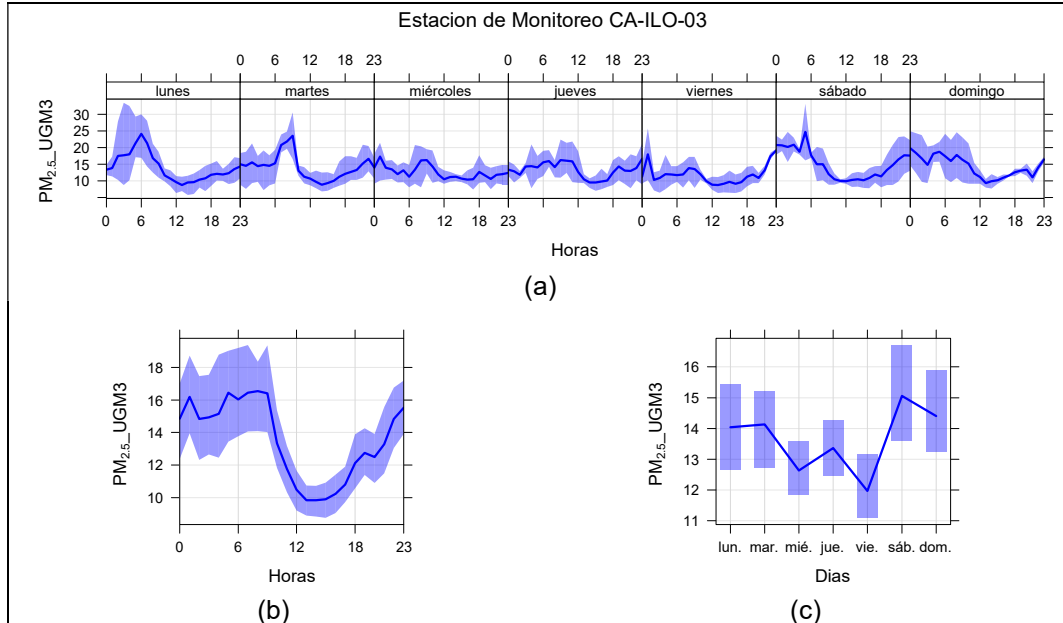 Estacion de Monitoreo CA-ILO-03
0 6 12 18 23 0 6 12 18 23 0 6 12 18 23
lunes martes miércoles jueves viernes sábado domingo
PM2.5_UGM3
30
25
20
15
10
0 6 12 18 23 0 6 12 18 23 0 6 12 18 23 0 6 12 18 23
Horas
(a)
PM2.5_UGM3
18
16
14
12
10
0 6 12 18 23
Horas
(b)
PM2.5_UGM3
16
15
14
13
12
11
lun. mar. mié. jue. vie. sáb. dom.
Dias
(c)